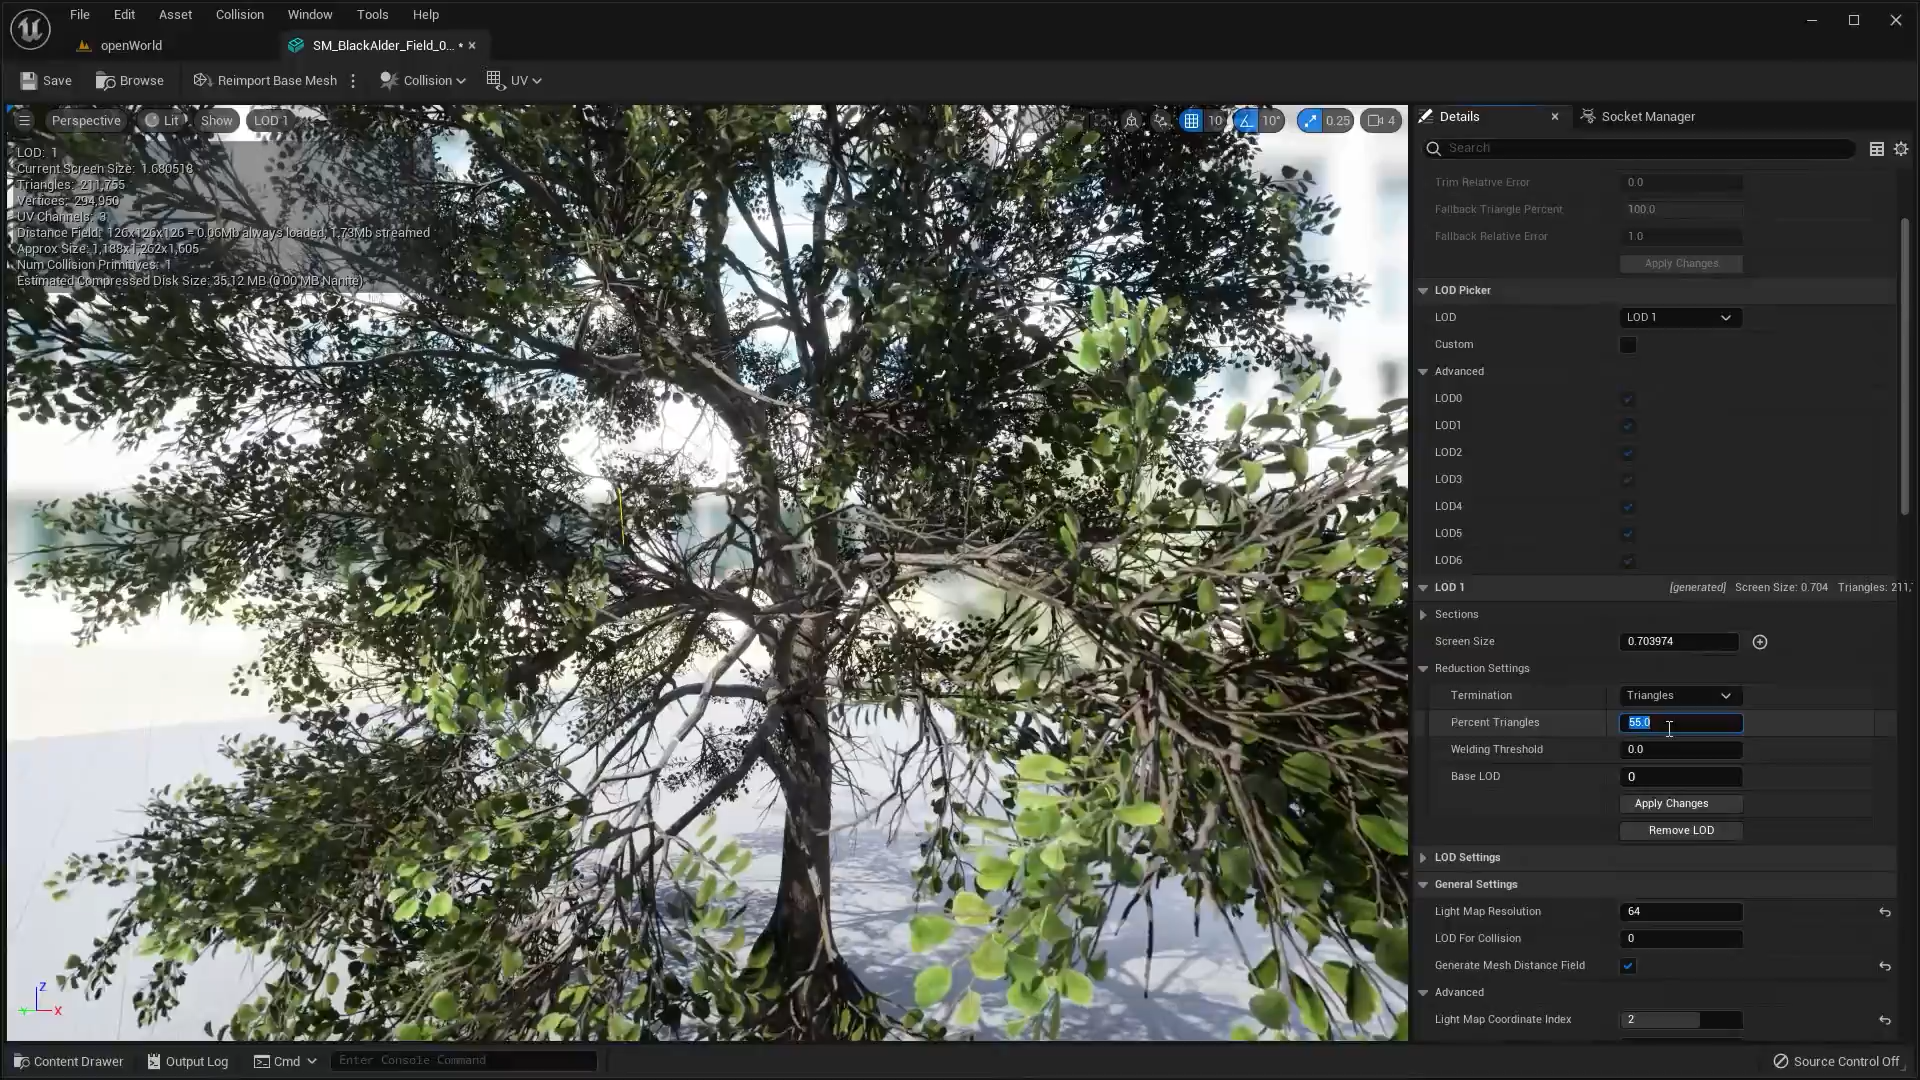 File Edit Asset Collision Window Tools Help
openWorld
SM_BlackAlder_Field_0... *
Save Browse Reimport Base Mesh Collision UV
Perspective Lit Show LOD 1
10 10° 0.25 4
LOD: 1
Current Screen Size: 1.680518
Triangles: 211,755
Vertices: 294,950
UV Channels: 3
Distance Field: 126x126x126 = 0.06Mb always loaded, 1.73Mb streamed
Approx Size: 1,188x1,262x1,605
Num Collision Primitives: 1
Estimated Compressed Disk Size: 35.12 MB (0.00 MB Nanite)
Z
X
Y
Details Socket Manager
Search
Trim Relative Error 0.0
Fallback Triangle Percent 100.0
Fallback Relative Error 1.0
Apply Changes
LOD Picker
LOD LOD 1
Custom
Advanced
LOD0
LOD1
LOD2
LOD3
LOD4
LOD5
LOD6
LOD 1 [generated] Screen Size: 0.704 Triangles: 211,
Sections
Screen Size 0.703974
Reduction Settings
Termination Triangles
Percent Triangles 55.0
Welding Threshold 0.0
Base LOD 0
Apply Changes
Remove LOD
LOD Settings
General Settings
Light Map Resolution 64
LOD For Collision 0
Generate Mesh Distance Field
Advanced
Light Map Coordinate Index 2
Content Drawer Output Log Cmd Enter Console Command Source Control Off